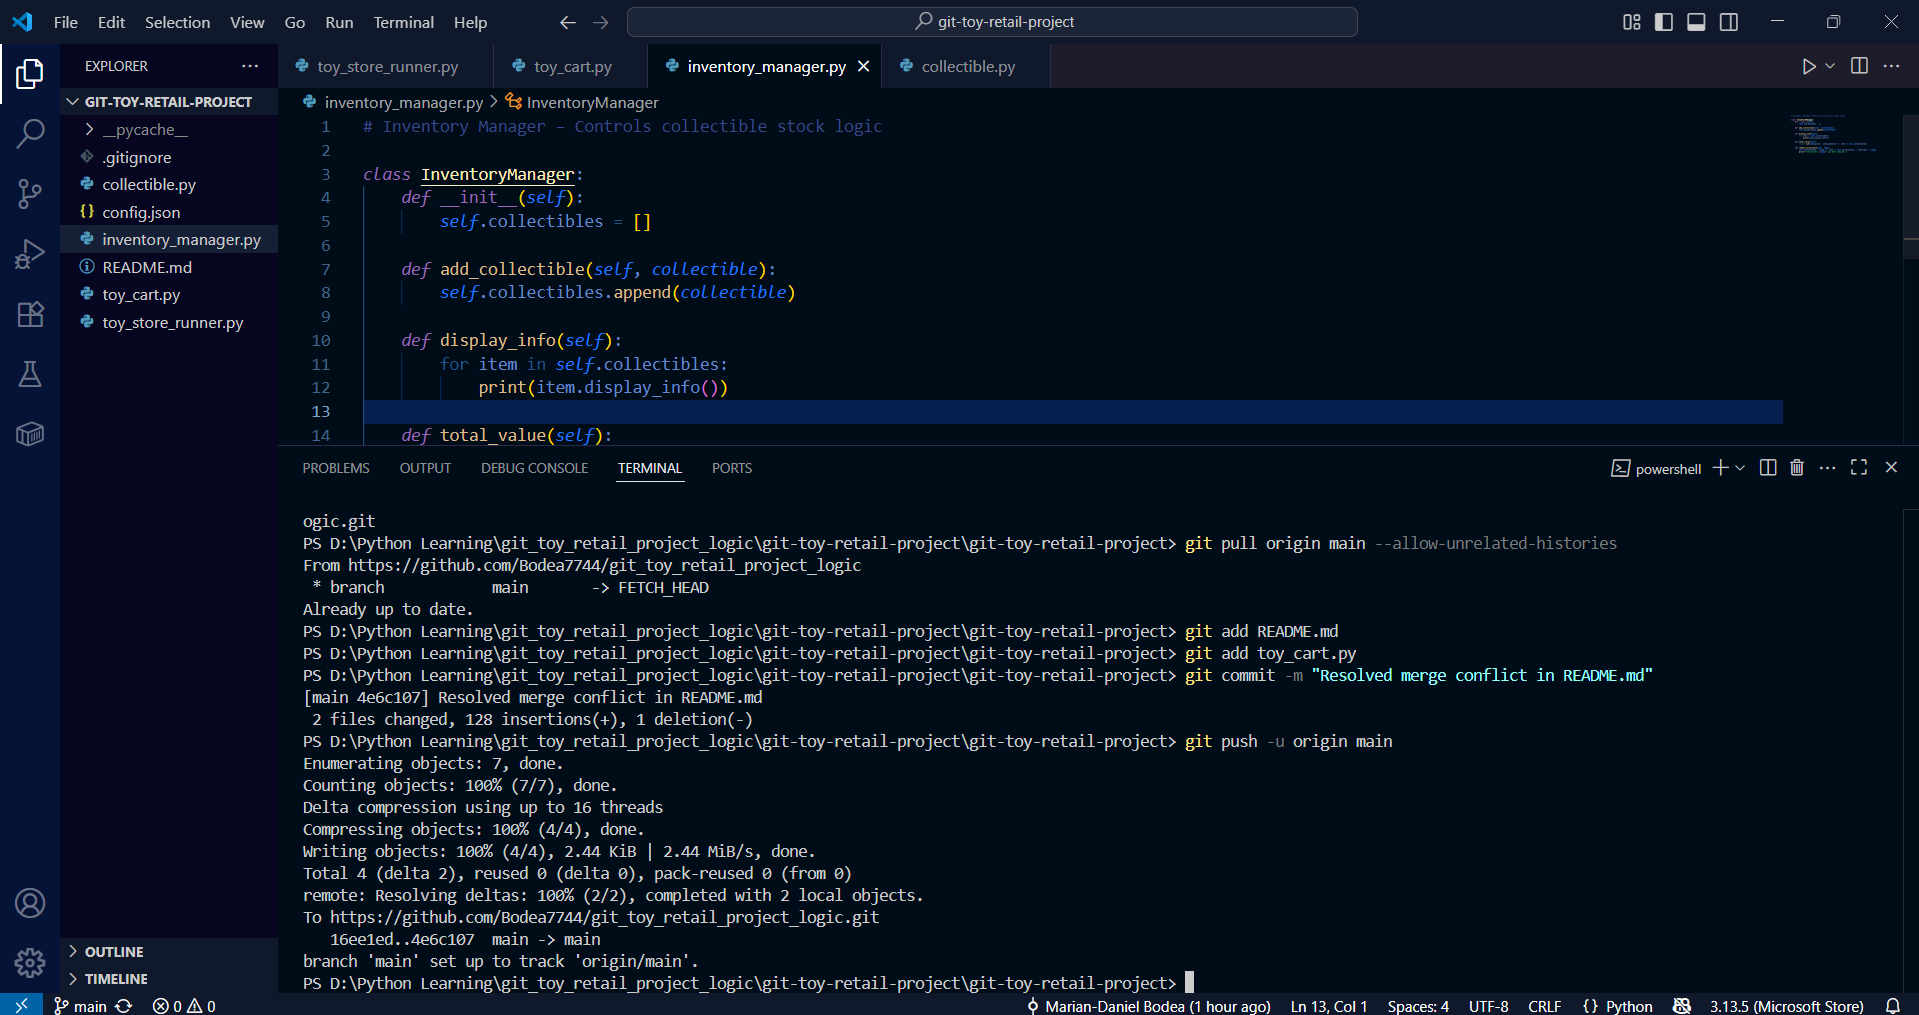 File Edit Selection View Go Run Terminal Help
git-toy-retail-project
EXPLORER
GIT-TOY-RETAIL-PROJECT
__pycache__
.gitignore
collectible.py
config.json
inventory_manager.py
README.md
toy_cart.py
toy_store_runner.py
OUTLINE
TIMELINE
toy_store_runner.py toy_cart.py inventory_manager.py collectible.py
inventory_manager.py > InventoryManager
1 # Inventory Manager – Controls collectible stock logic
2
3 class InventoryManager:
4 def __init__(self):
5 self.collectibles = []
6
7 def add_collectible(self, collectible):
8 self.collectibles.append(collectible)
9
10 def display_info(self):
11 for item in self.collectibles:
12 print(item.display_info())
13
14 def total_value(self):
PROBLEMS OUTPUT DEBUG CONSOLE TERMINAL PORTS
powershell
ogic.git
PS D:\Python Learning\git_toy_retail_project_logic\git-toy-retail-project\git-toy-retail-project> git pull origin main --allow-unrelated-histories
From https://github.com/Bodea7744/git_toy_retail_project_logic
* branch main -> FETCH_HEAD
Already up to date.
PS D:\Python Learning\git_toy_retail_project_logic\git-toy-retail-project\git-toy-retail-project> git add README.md
PS D:\Python Learning\git_toy_retail_project_logic\git-toy-retail-project\git-toy-retail-project> git add toy_cart.py
PS D:\Python Learning\git_toy_retail_project_logic\git-toy-retail-project\git-toy-retail-project> git commit -m "Resolved merge conflict in README.md"
[main 4e6c107] Resolved merge conflict in README.md
2 files changed, 128 insertions(+), 1 deletion(-)
PS D:\Python Learning\git_toy_retail_project_logic\git-toy-retail-project\git-toy-retail-project> git push -u origin main
Enumerating objects: 7, done.
Counting objects: 100% (7/7), done.
Delta compression using up to 16 threads
Compressing objects: 100% (4/4), done.
Writing objects: 100% (4/4), 2.44 KiB | 2.44 MiB/s, done.
Total 4 (delta 2), reused 0 (delta 0), pack-reused 0 (from 0)
remote: Resolving deltas: 100% (2/2), completed with 2 local objects.
To https://github.com/Bodea7744/git_toy_retail_project_logic.git
16ee1ed..4e6c107 main -> main
branch 'main' set up to track 'origin/main'.
PS D:\Python Learning\git_toy_retail_project_logic\git-toy-retail-project\git-toy-retail-project>
main 0 0 Marian-Daniel Bodea (1 hour ago) Ln 13, Col 1 Spaces: 4 UTF-8 CRLF {} Python 3.13.5 (Microsoft Store)